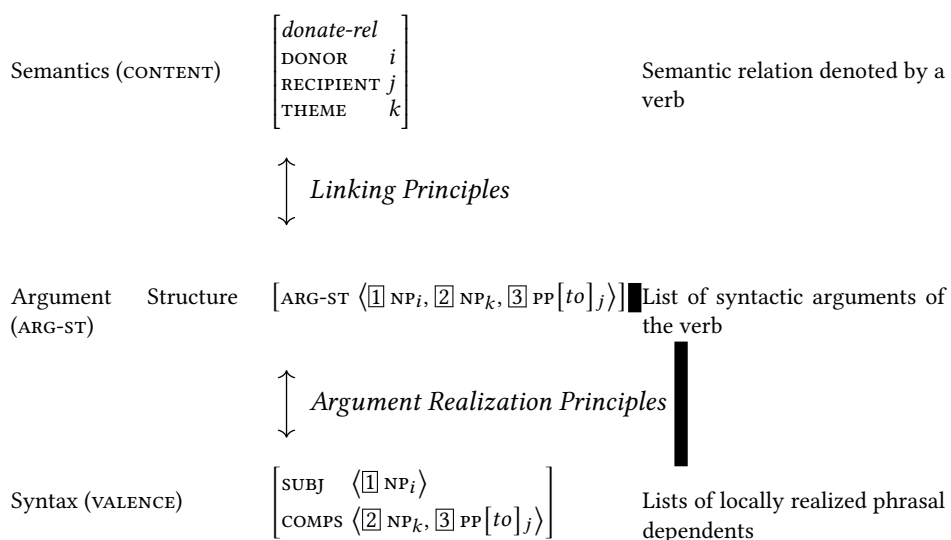 donate-rel
DONOR i
Semantics (CONTENT) RECIPIENT j Semantic relation denoted by a
THEME k verb
Linking Principles
Argument Structure [ARG-ST ⟨1 NPi, 2 NPk, 3 PP[to]j⟩] List of syntactic arguments of
(ARG-ST) the verb
Argument Realization Principles
SUBJ ⟨1 NPi⟩
Syntax (VALENCE) Lists of locally realized phrasal
COMPS ⟨2 NPk, 3 PP[to]j⟩ dependents